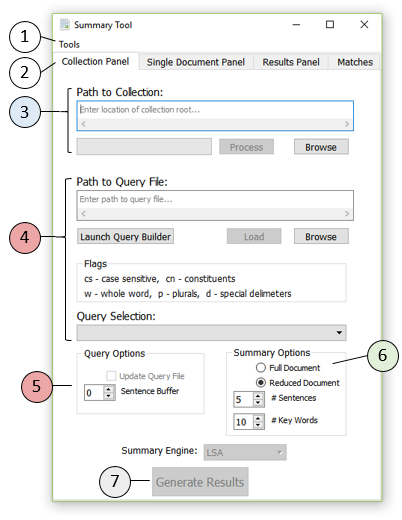 Summary Tool
1
Tools
2
Collection Panel Single Document Panel Results Panel Matches
Path to Collection:
3
Enter location of collection root...
Process Browse
Path to Query File:
Enter path to query file...
4
Launch Query Builder Load Browse
Flags
cs - case sensitive, cn - constituents
w - whole word, p - plurals, d - special delimeters
Query Selection:
6
Query Options
Update Query File
5
0 Sentence Buffer
Summary Options
Full Document
Reduced Document
5 # Sentences
10 # Key Words
Summary Engine: LSA
7
Generate Results